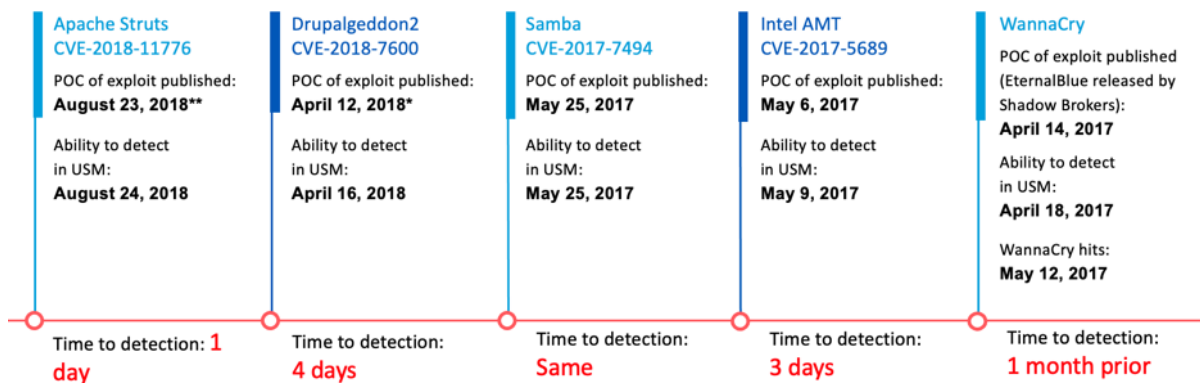 Apache Struts
CVE-2018-11776
POC of exploit published:
August 23, 2018**
Ability to detect
in USM:
August 24, 2018
Time to detection: 1
day
Drupalgeddon2
CVE-2018-7600
POC of exploit published:
April 12, 2018*
Ability to detect
in USM:
April 16, 2018
Time to detection:
4 days
Samba
CVE-2017-7494
POC of exploit published:
May 25, 2017
Ability to detect
in USM:
May 25, 2017
Time to detection:
Same
Intel AMT
CVE-2017-5689
POC of exploit published:
May 6, 2017
Ability to detect
in USM:
May 9, 2017
Time to detection:
3 days
WannaCry
POC of exploit published
(EternalBlue released by
Shadow Brokers):
April 14, 2017
Ability to detect
in USM:
April 18, 2017
WannaCry hits:
May 12, 2017
Time to detection:
1 month prior